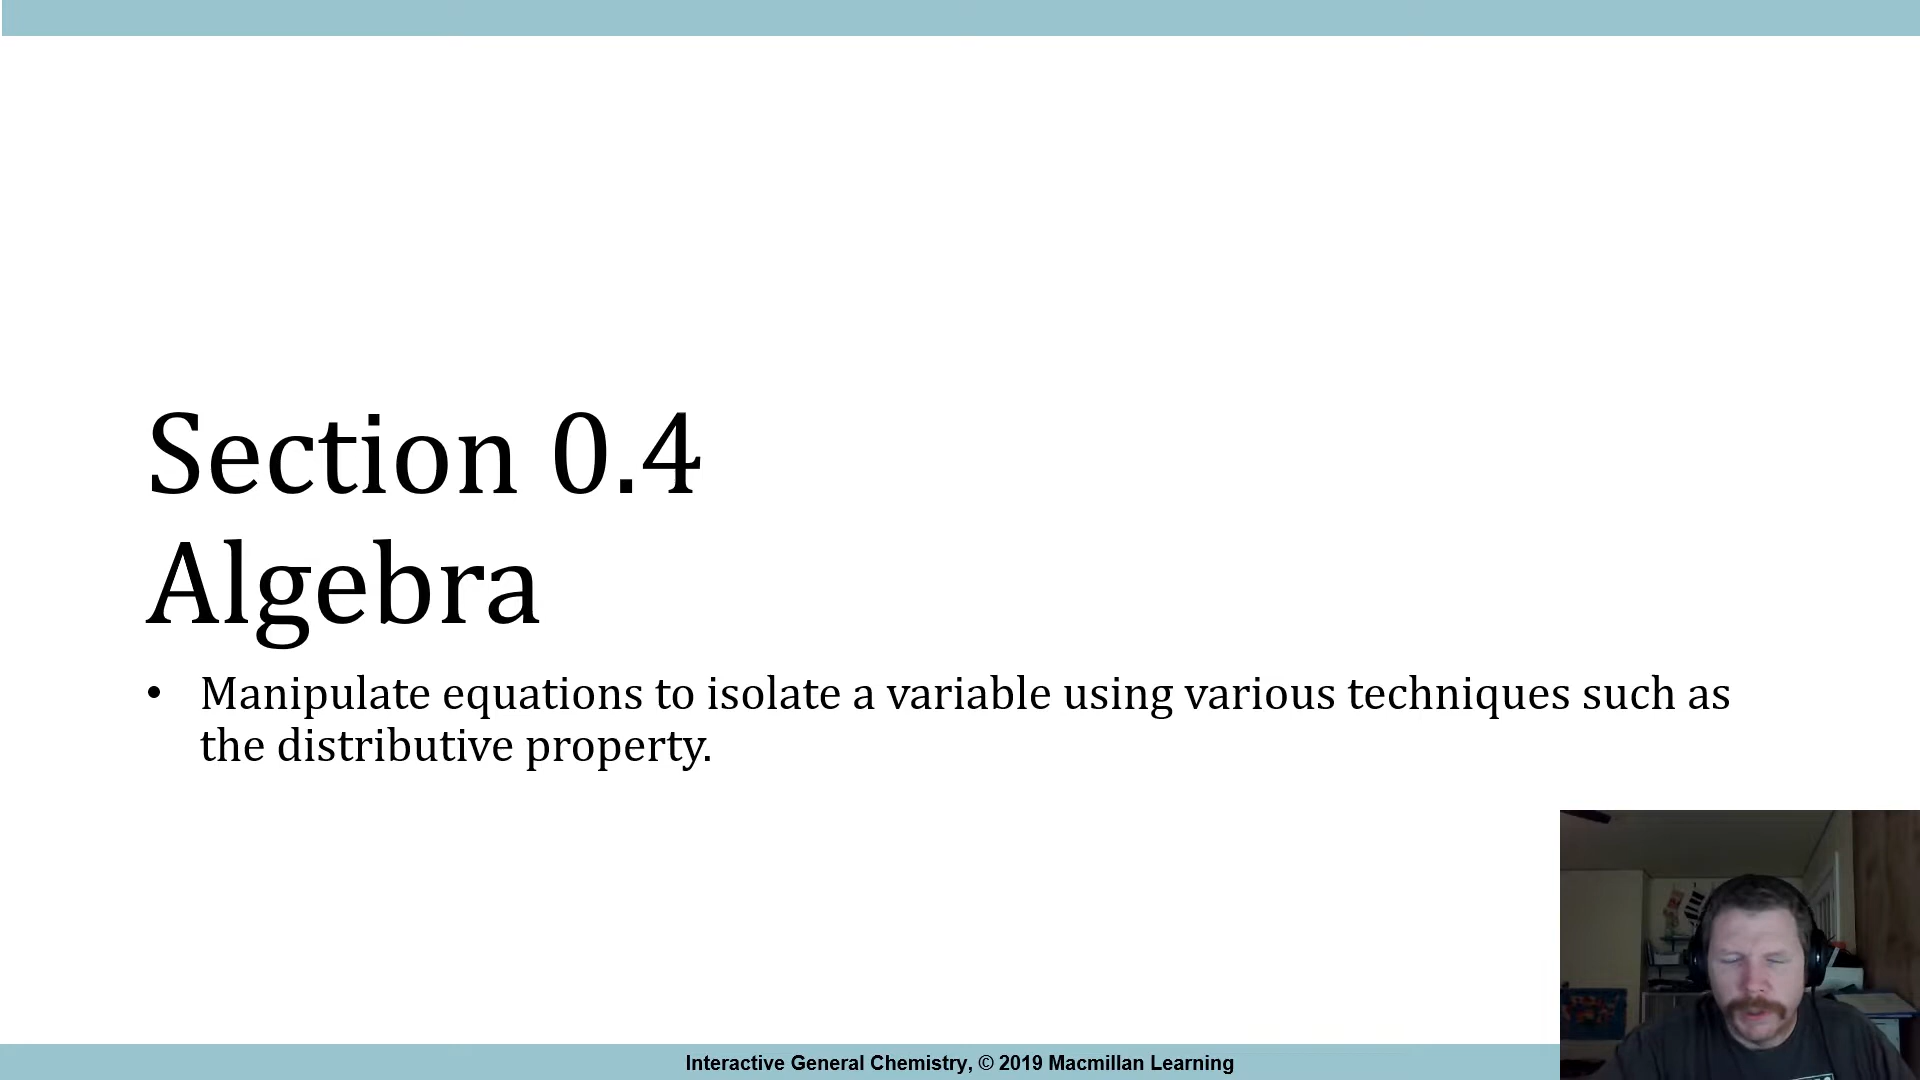 Section 0.4
Algebra
• Manipulate equations to isolate a variable using various techniques such as
the distributive property.
Interactive General Chemistry, © 2019 Macmillan Learning